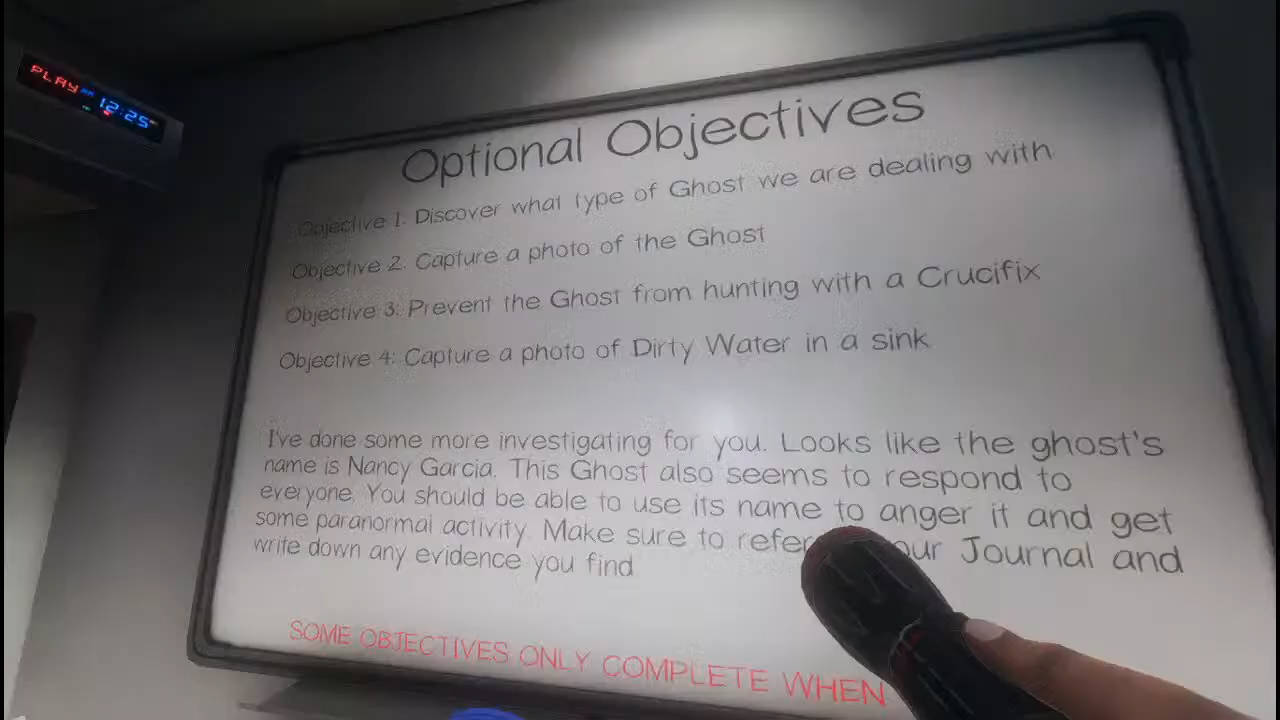 PLAY AM 12:25
Optional Objectives
Objective 1: Discover what type of Ghost we are dealing with
Objective 2: Capture a photo of the Ghost
Objective 3: Prevent the Ghost from hunting with a Crucifix
Objective 4: Capture a photo of Dirty Water in a sink
I've done some more investigating for you. Looks like the ghost's
name is Nancy Garcia. This Ghost also seems to respond to
everyone. You should be able to use its name to anger it and get
some paranormal activity. Make sure to refer our Journal and
write down any evidence you find
SOME OBJECTIVES ONLY COMPLETE WHEN